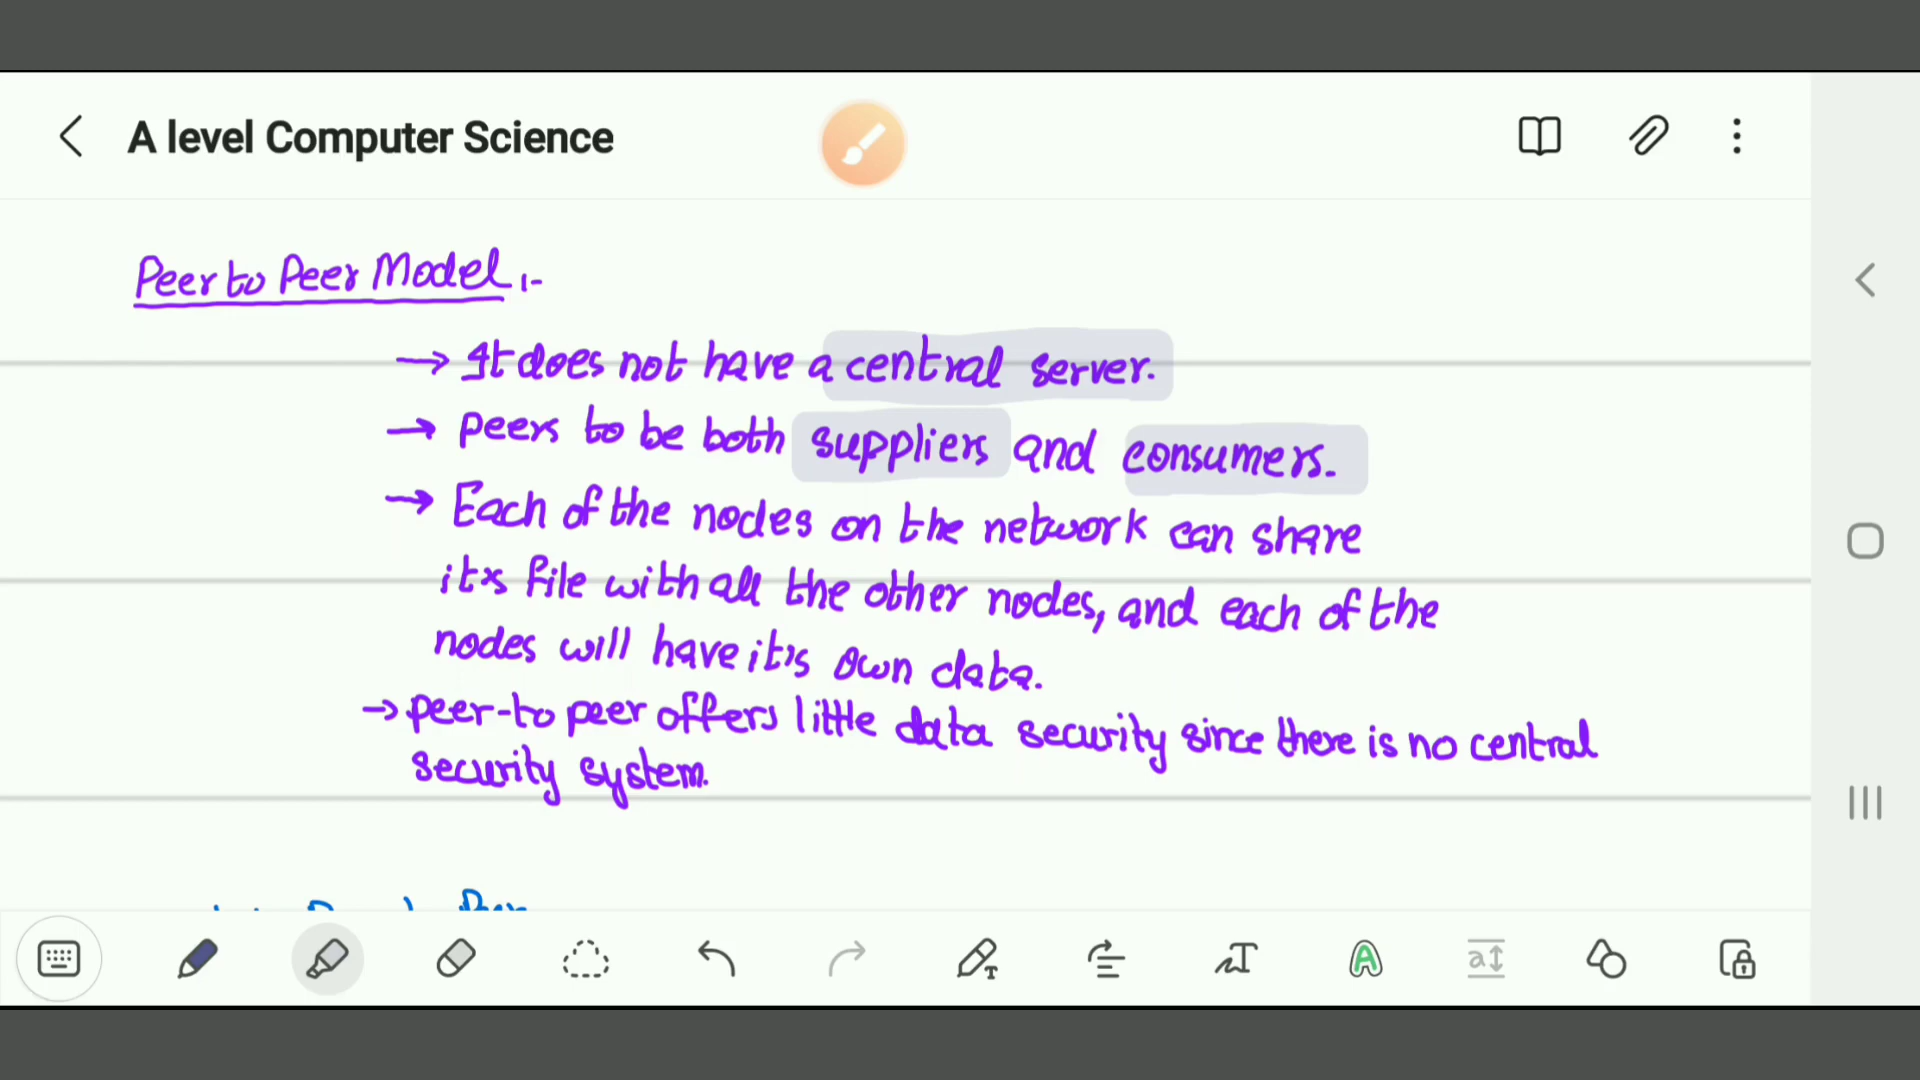 A level Computer Science
Peer to Peer Model :-
→ It does not have a central server.
→ peers to be both suppliers and consumers.
→ Each of the nodes on the network can share
it's file with all the other nodes, and each of the
nodes will have it's own data.
→ peer-to peer offers little data security since there is no central
security system.